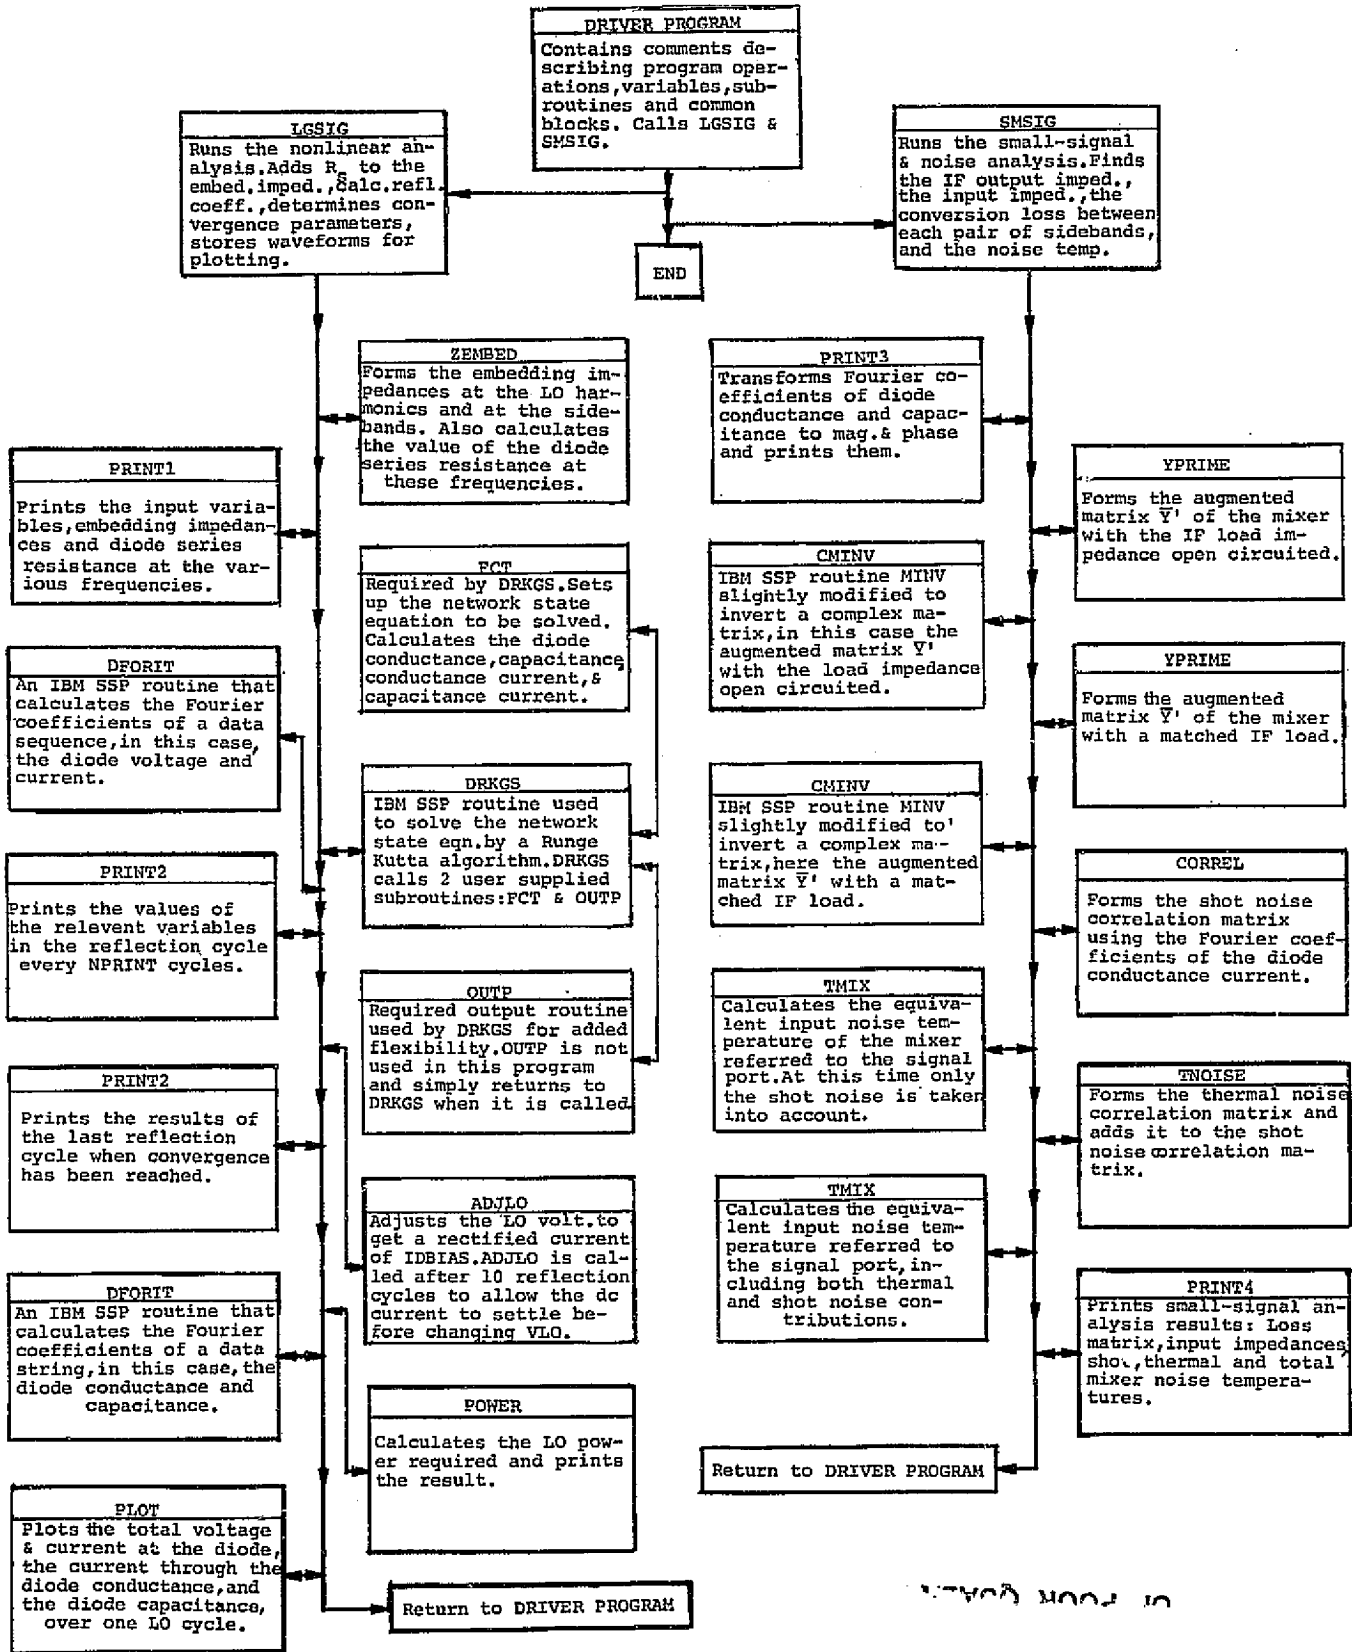 DRIVER PROGRAM
Contains comments de-
scribing program oper-
ations,variables,sub-
routines and common
blocks. Calls LGSIG &
SMSIG.
LGSIG
Runs the nonlinear an-
alysis.Adds R to the
embed.imped.,calc.refl.
coeff.,determines con-
vergence parameters,
stores waveforms for
plotting.
SMSIG
Runs the small-signal
& noise analysis.Finds
the IF output imped.,
the input imped.,the
conversion loss between
each pair of sidebands,
and the noise temp.
END
ZEMBED
Forms the embedding im-
pedances at the LO har-
monics and at the side-
bands. Also calculates
the value of the diode
series resistance at
these frequencies.
PRINT1
Prints the input varia-
bles,embedding impedan-
ces and diode series
resistance at the var-
ious frequencies.
FCT
Required by DRKGS.Sets
up the network state
equation to be solved.
Calculates the diode
conductance,capacitance,
conductance current,&
capacitance current.
DFORIT
An IBM SSP routine that
calculates the Fourier
coefficients of a data
sequence,in this case,
the diode voltage and
current.
DRKGS
IBM SSP routine used
to solve the network
state eqn.by a Runge
Kutta algorithm.DRKGS
calls 2 user supplied
subroutines:FCT & OUTP
PRINT2
Prints the values of
the relevent variables
in the reflection cycle
every NPRINT cycles.
OUTP
Required output routine
used by DRKGS for added
flexibility.OUTP is not
used in this program
and simply returns to
DRKGS when it is called.
PRINT2
Prints the results of
the last reflection
cycle when convergence
has been reached.
ADJLO
Adjusts the LO volt.to
get a rectified current
of IDBIAS.ADJLO is cal-
led after 10 reflection
cycles to allow the dc
current to settle be-
fore changing VLO.
DFORIT
An IBM SSP routine that
calculates the Fourier
coefficients of a data
string,in this case,the
diode conductance and
capacitance.
POWER
Calculates the LO pow-
er required and prints
the result.
PLOT
Plots the total voltage
& current at the diode,
the current through the
diode conductance,and
the diode capacitance,
over one LO cycle.
Return to DRIVER PROGRAM
PRINT3
Transforms Fourier co-
efficients of diode
conductance and capac-
itance to mag.& phase
and prints them.
YPRIME
Forms the augmented
matrix Y̅' of the mixer
with the IF load im-
pedance open circuited.
CMINV
IBM SSP routine MINV
slightly modified to
invert a complex ma-
trix,in this case the
augmented matrix Y̅'
with the load impedance
open circuited.
YPRIME
Forms the augmented
matrix Y̅' of the mixer
with a matched IF load.
CMINV
IBM SSP routine MINV
slightly modified to'
invert a complex ma-
trix,here the augmented
matrix Y̅' with a mat-
ched IF load.
CORREL
Forms the shot noise
correlation matrix
using the Fourier coef-
ficients of the diode
conductance current.
TMIX
Calculates the equiva-
lent input noise tem-
perature of the mixer
referred to the signal
port.At this time only
the shot noise is taken
into account.
TNOISE
Forms the thermal noise
correlation matrix and
adds it to the shot
noise correlation ma-
trix.
TMIX
Calculates the equiva-
lent input noise tem-
perature referred to
the signal port,in-
cluding both thermal
and shot noise con-
tributions.
PRINT4
Prints small-signal an-
alysis results: Loss
matrix,input impedances,
shot,thermal and total
mixer noise tempera-
tures.
Return to DRIVER PROGRAM
OF POOR